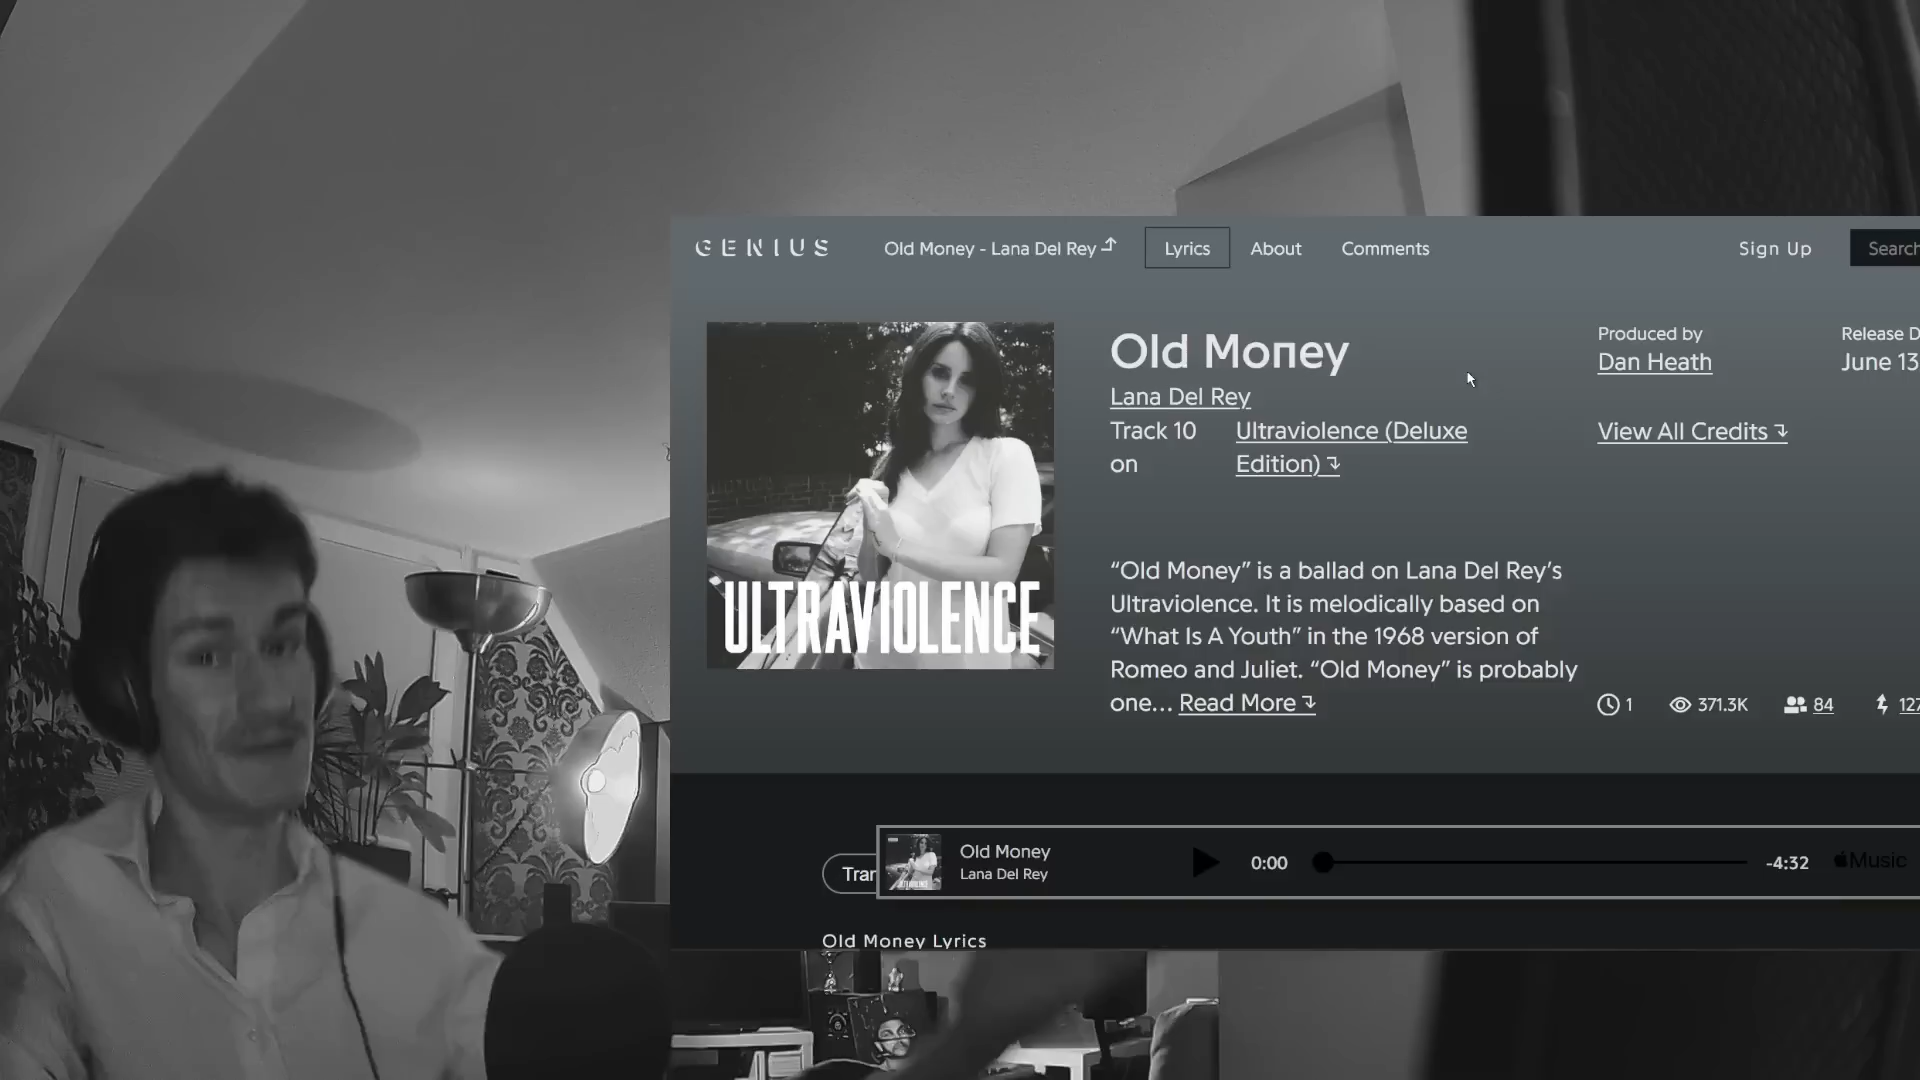 GENIUS
Old Money - Lana Del Rey
Lyrics
About
Comments
Sign Up
Search
Old Money
Lana Del Rey
Track 10
on
Ultraviolence (Deluxe
Edition)
Produced by
Dan Heath
View All Credits
Release D
June 13
ULTRAVIOLENCE
“Old Money” is a ballad on Lana Del Rey’s
Ultraviolence. It is melodically based on
“What Is A Youth” in the 1968 version of
Romeo and Juliet. “Old Money” is probably
one... Read More
1
371.3K
84
127
Tran
Old Money
Lana Del Rey
0:00
-4:32
Music
Old Money Lyrics